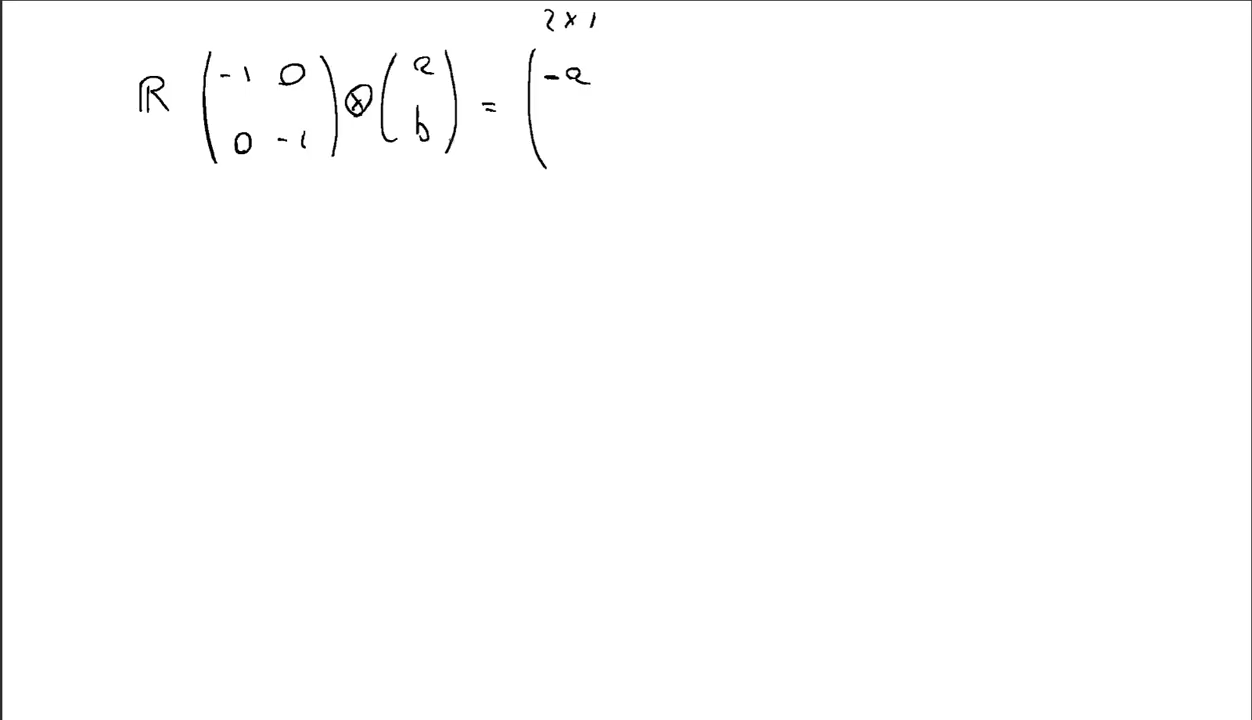 2 × 1
ℝ ( -1 0 ) ⊗ ( a ) = ( -a
( 0 -1 ) ( b )